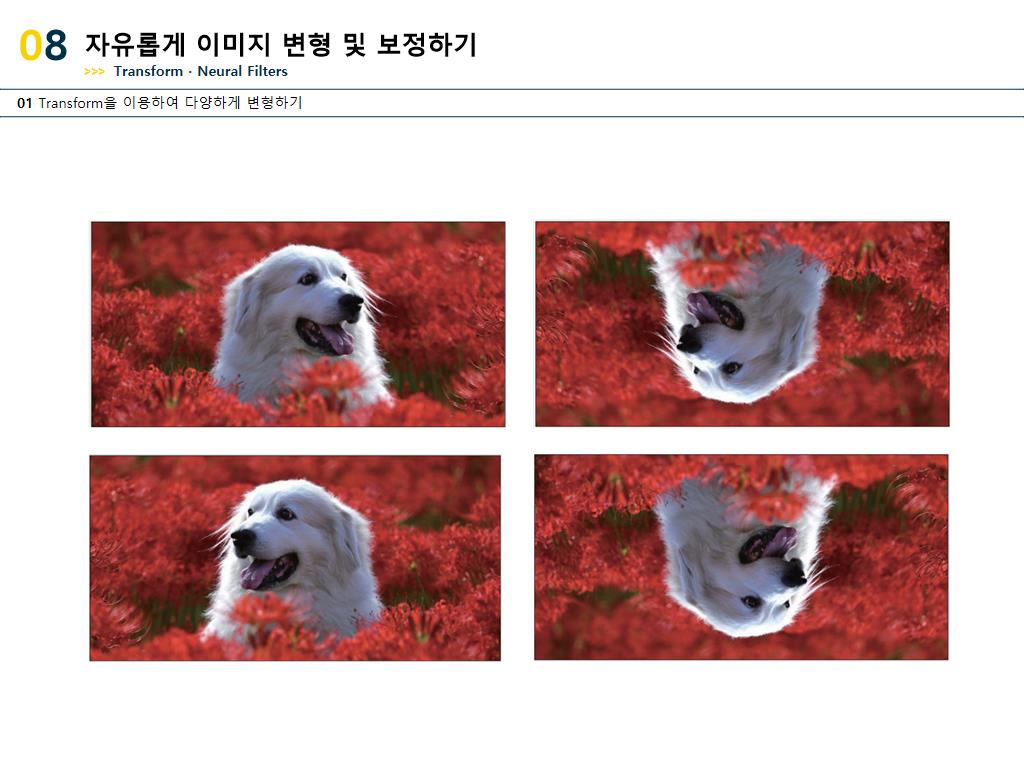 08 자유롭게 이미지 변형 및 보정하기
>>> Transform · Neural Filters
01 Transform을 이용하여 다양하게 변형하기